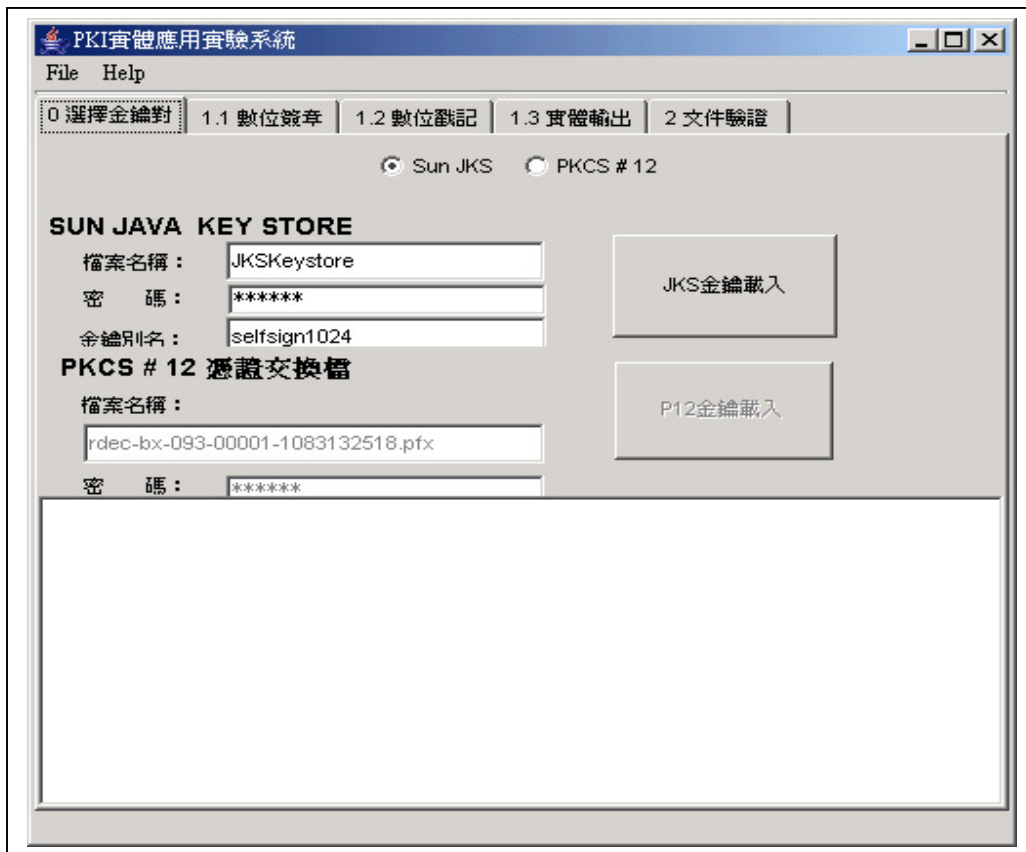 PKI實體應用實驗系統
File Help
0 選擇金鑰對 1.1 數位簽章 1.2 數位戳記 1.3 實體輸出 2 文件驗證
Sun JKS PKCS # 12
SUN JAVA KEY STORE
檔案名稱： JKSKeystore
密 碼： ******
金鑰別名： selfsign1024
JKS金鑰載入
PKCS # 12 憑證交換檔
檔案名稱：
rdec-bx-093-00001-1083132518.pfx
P12金鑰載入
密 碼： ******